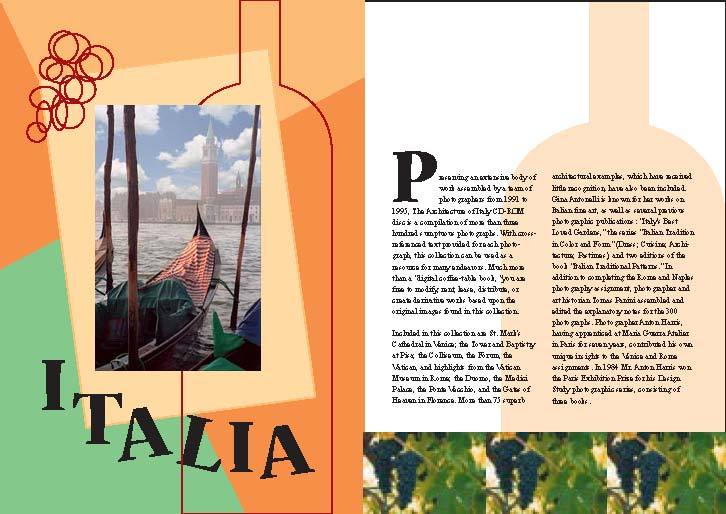 ITALIA
Preserving an extensive body of
work assembled by a team of
photographers from 1991 to
1995, The Architecture of Italy CD-ROM
disc is a compilation of more than three
hundred sumptuous photographs. With cross-
referenced text provided for each photo-
graph, this collection can be used as a
resource for many endeavors. Much more
than a "digital coffee-table book," you are
free to modify, rent, lease, distribute, or
create derivative works based upon the
original images found in this collection.
Included in this collection are St. Mark's
Cathedral in Venice; the Tower and Baptistry
at Pisa; the Colliseum, the Forum, the
Vatican, and highlights from the Vatican
Museum in Rome; the Duomo, the Medici
Palace, the Ponte Vecchio, and the Gates of
Heaven in Florence. More than 75 superb
architectural examples, which have received
little recognition, have also been included.
Gina Antonelli is known for her works on
Italian fine art, as well as several previous
photographic publications: "Italy's Best
Loved Gardens," the series "Italian Tradition
in Color and Form" (Dress; Cuisine; Archi-
tecture; Pastimes) and two editions of the
book "Italian Traditional Patterns." In
addition to completing the Rome and Naples
photography assignment, photographer and
art historian Tomas Panini assembled and
edited the explanatory notes for the 300
photographs. Photographer Anton Harris,
having apprenticed at Maria Guerra Atelier
in Paris for seven years, contributed his own
unique insights to the Venice and Rome
assignments. In 1984 Mr. Anton Harris won
the Paris Exhibition Prize for his Design
Study photographic series, consisting of
three books.